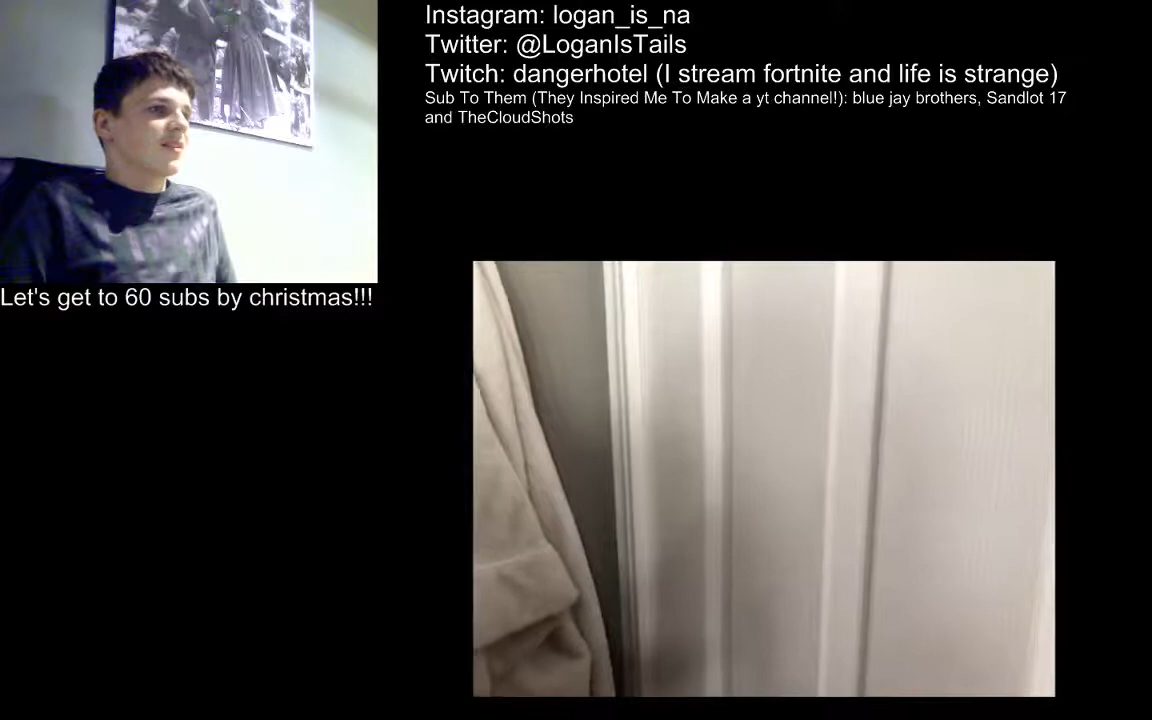 Instagram: logan_is_na
Twitter: @LoganIsTails
Twitch: dangerhotel (I stream fortnite and life is strange)
Sub To Them (They Inspired Me To Make a yt channel!): blue jay brothers, Sandlot 17
and TheCloudShots
Let's get to 60 subs by christmas!!!